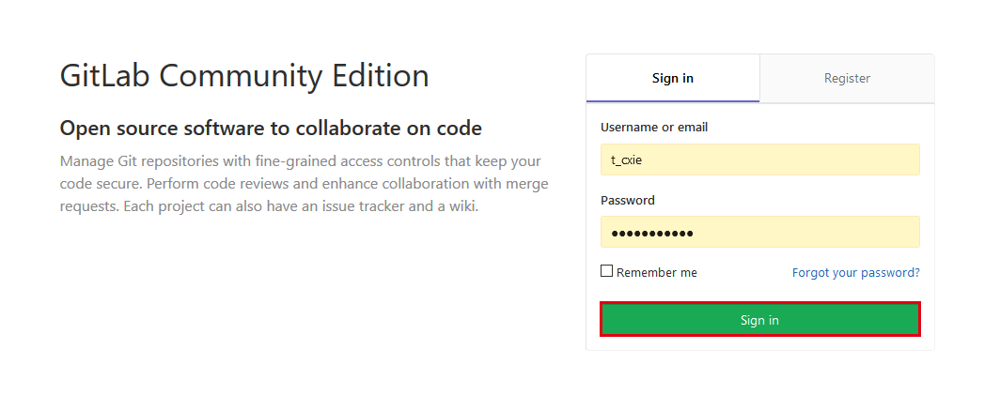 GitLab Community Edition
Open source software to collaborate on code
Manage Git repositories with fine-grained access controls that keep your
code secure. Perform code reviews and enhance collaboration with merge
requests. Each project can also have an issue tracker and a wiki.
Sign in
Register
Username or email
t_cxie
Password
●●●●●●●●●●●
Remember me
Forgot your password?
Sign in